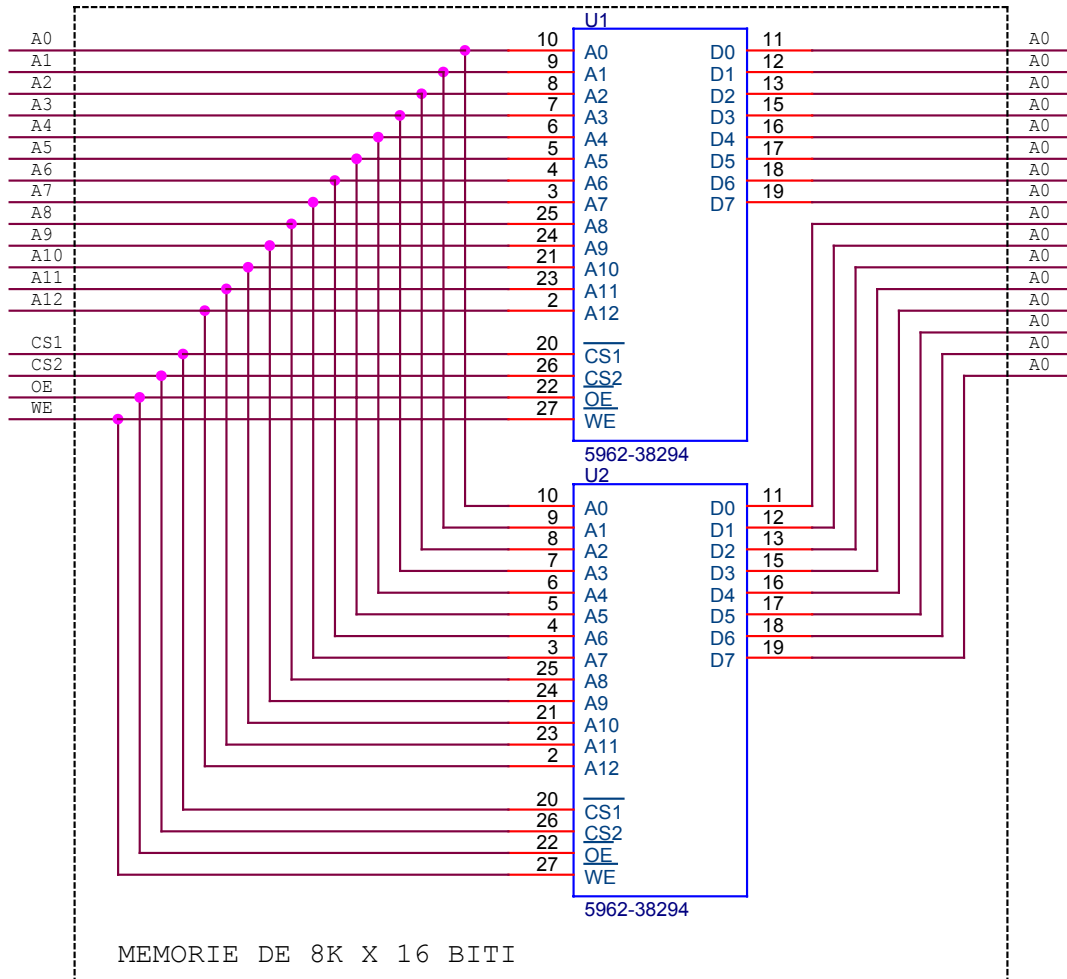 U1
A0 10 A0 D0 11 A0
A1 9 A1 D1 12 A0
A2 8 A2 D2 13 A0
A3 7 A3 D3 15 A0
A4 6 A4 D4 16 A0
A5 5 A5 D5 17 A0
A6 4 A6 D6 18 A0
A7 3 A7 D7 19 A0
A8 25 A8 A0
A9 24 A9 A0
A10 21 A10 A0
A11 23 A11 A0
A12 2 A12 A0
A0
CS1 20 CS1 A0
CS2 26 CS2 A0
OE 22 OE
WE 27 WE
5962-38294
U2
10 A0 D0 11
9 A1 D1 12
8 A2 D2 13
7 A3 D3 15
6 A4 D4 16
5 A5 D5 17
4 A6 D6 18
3 A7 D7 19
25 A8
24 A9
21 A10
23 A11
2 A12
20 CS1
26 CS2
22 OE
27 WE
5962-38294
MEMORIE DE 8K X 16 BITI